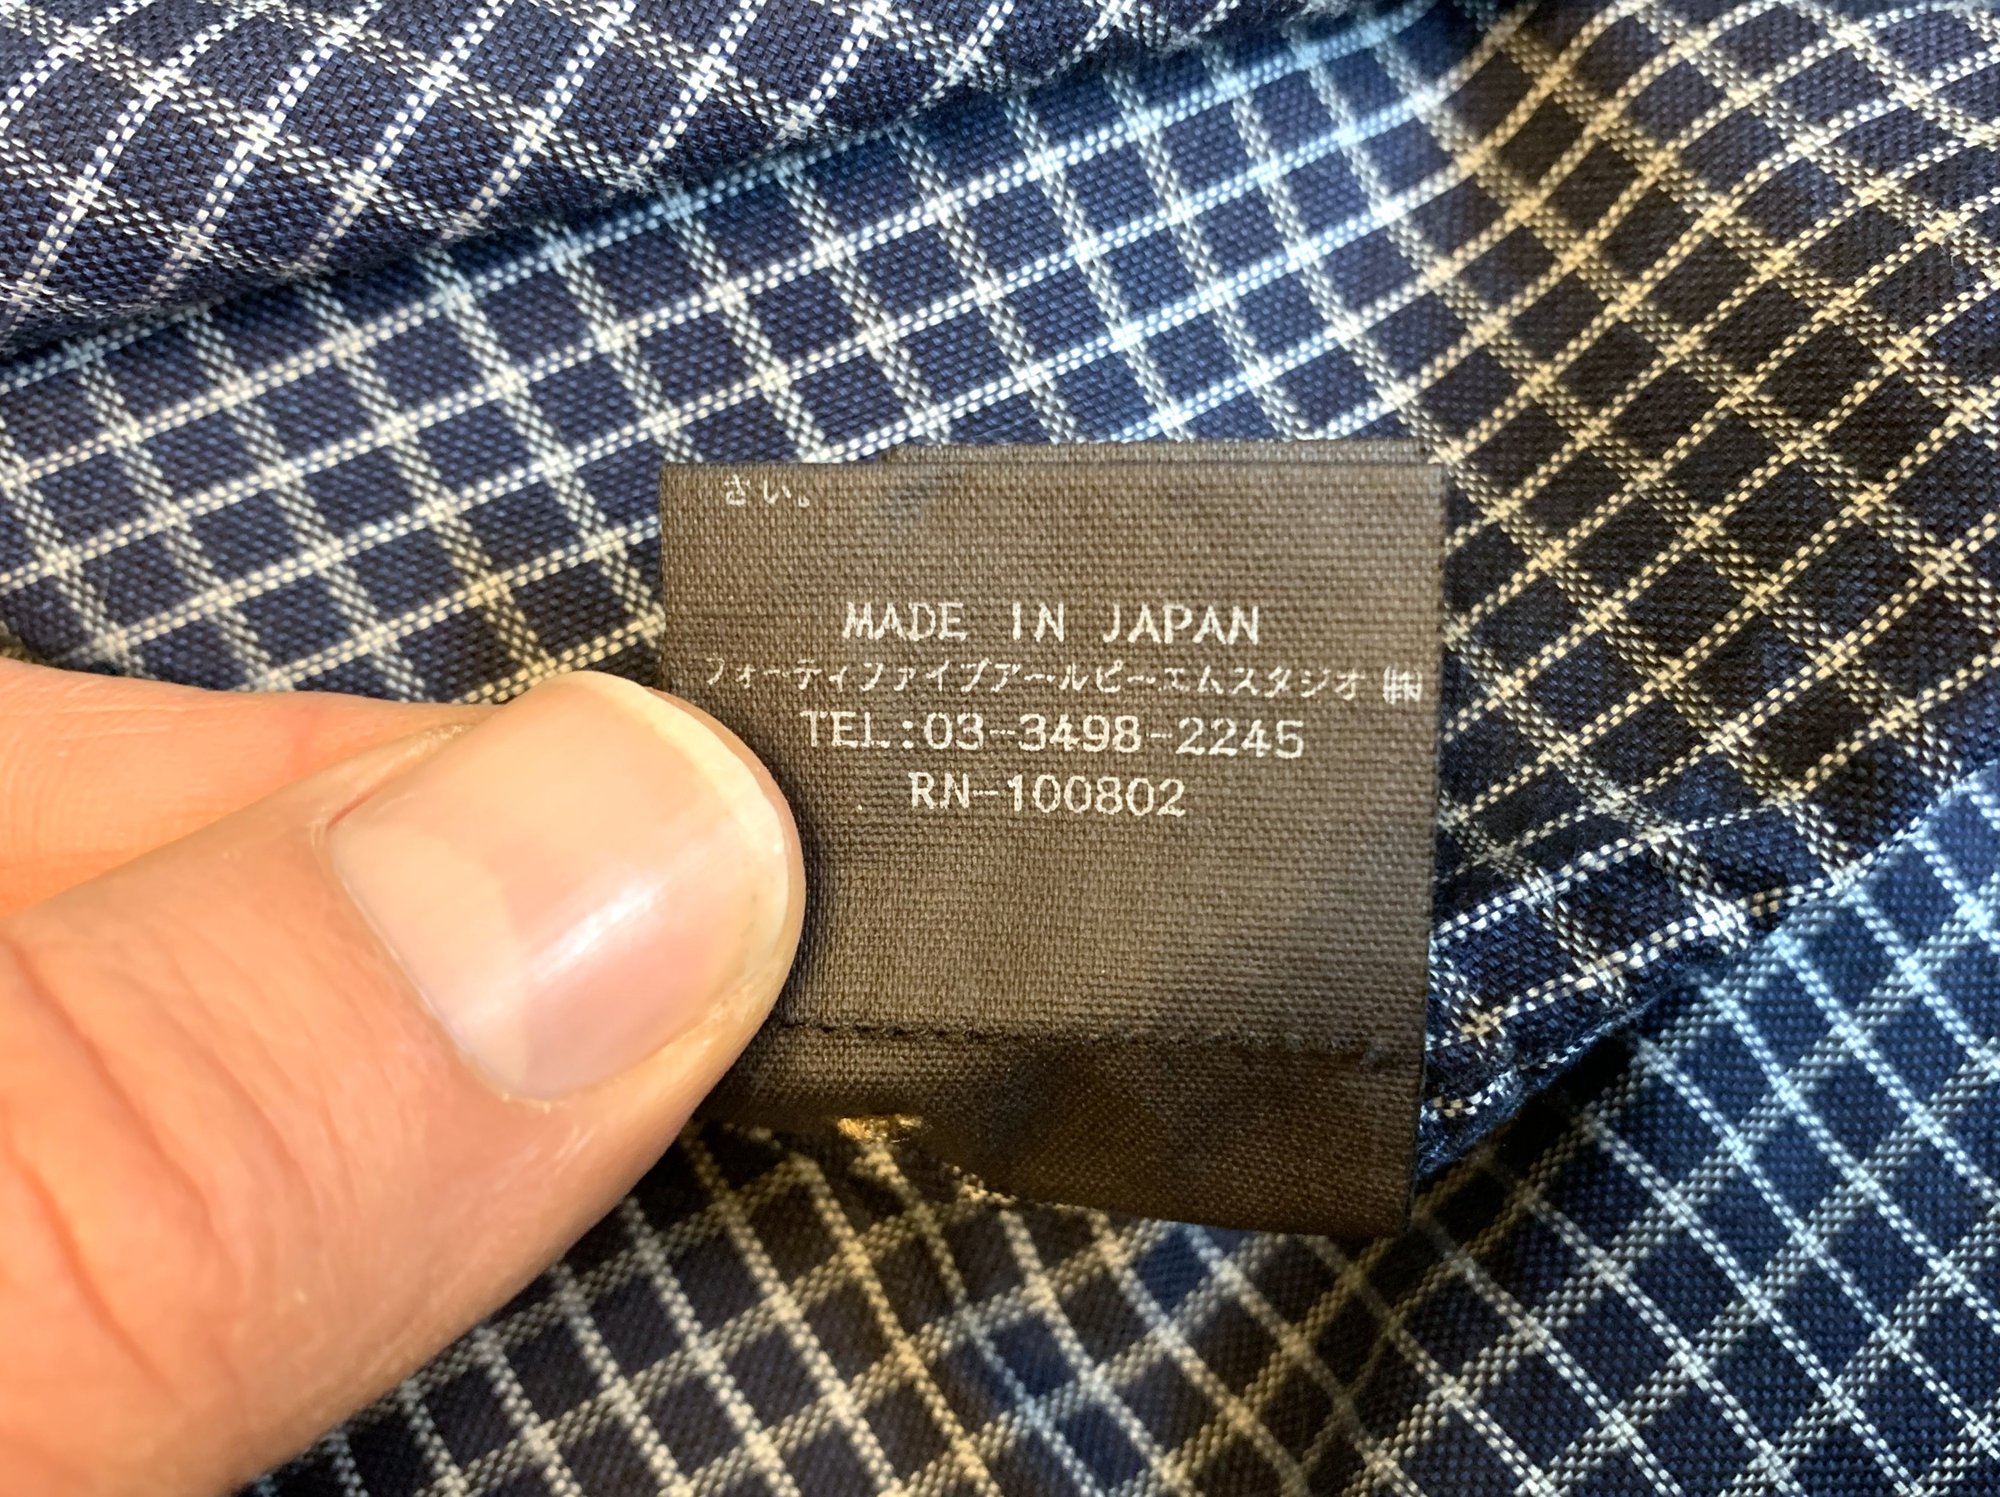 さい。
MADE IN JAPAN
フォーティファイブアールピーエムスタジオ㈱
TEL:03-3498-2245
RN-100802